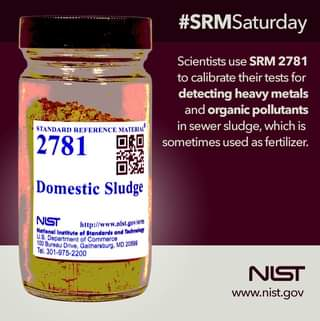 #SRMSaturday
Scientists use SRM 2781
to calibrate their tests for
detecting heavy metals
and organic pollutants
in sewer sludge, which is
sometimes used as fertilizer.
STANDARD REFERENCE MATERIAL®
2781
Domestic Sludge
NIST http://www.nist.gov/srm
National Institute of Standards and Technology
U.S. Department of Commerce
100 Bureau Drive, Gaithersburg, MD 20899
Tel. 301-975-2200
NIST
www.nist.gov